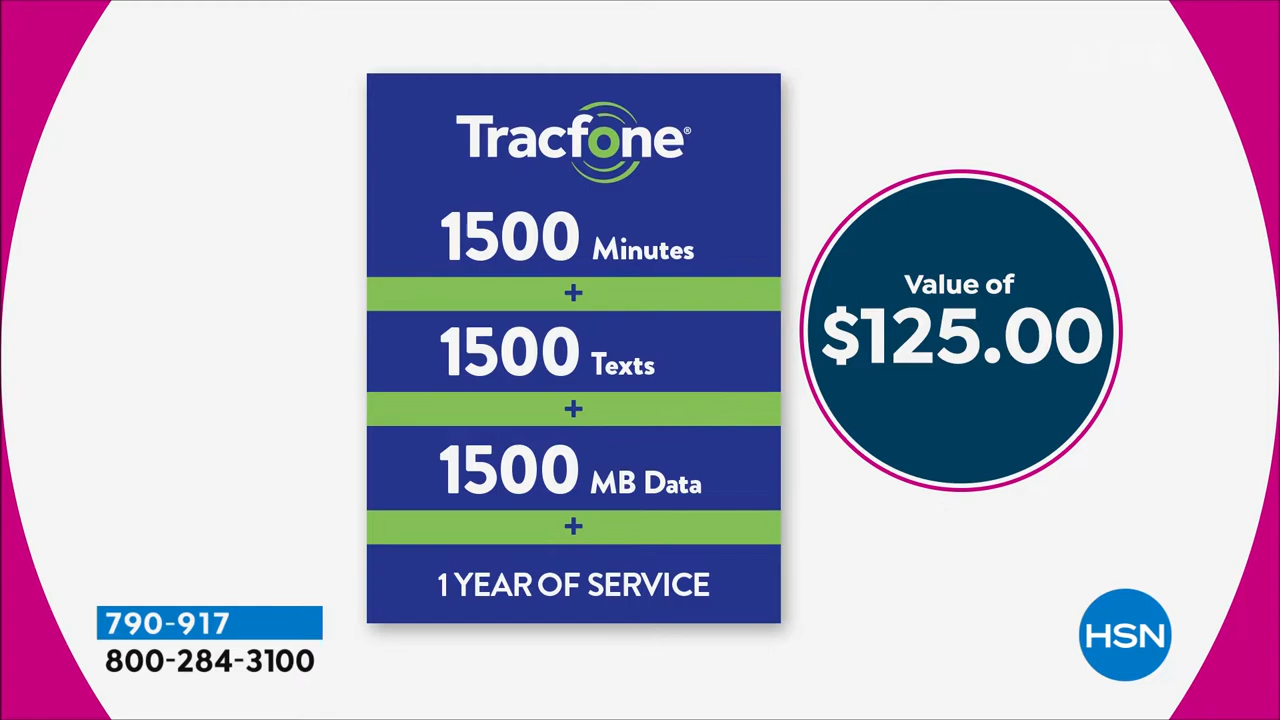 Tracfone®
1500 Minutes
+
1500 Texts
+
1500 MB Data
+
1 YEAR OF SERVICE
Value of
$125.00
790-917
800-284-3100
HSN